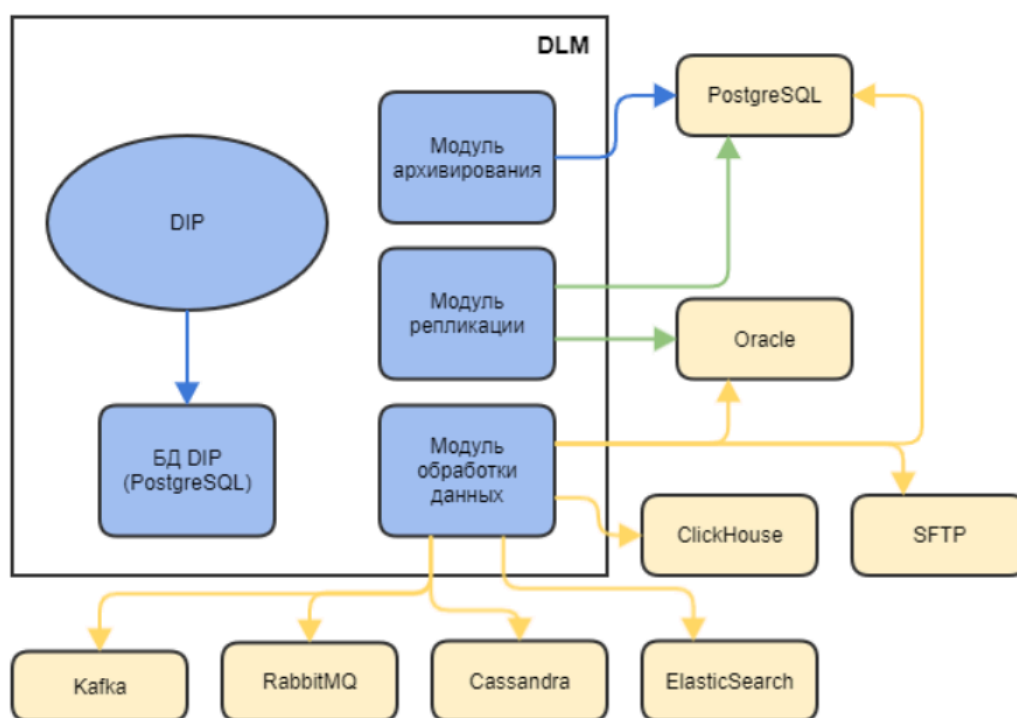 DLM
PostgreSQL
Модуль
архивирования
DIP
Модуль
репликации
Oracle
БД DIP
(PostgreSQL)
Модуль
обработки
данных
ClickHouse
SFTP
Kafka
RabbitMQ
Cassandra
ElasticSearch